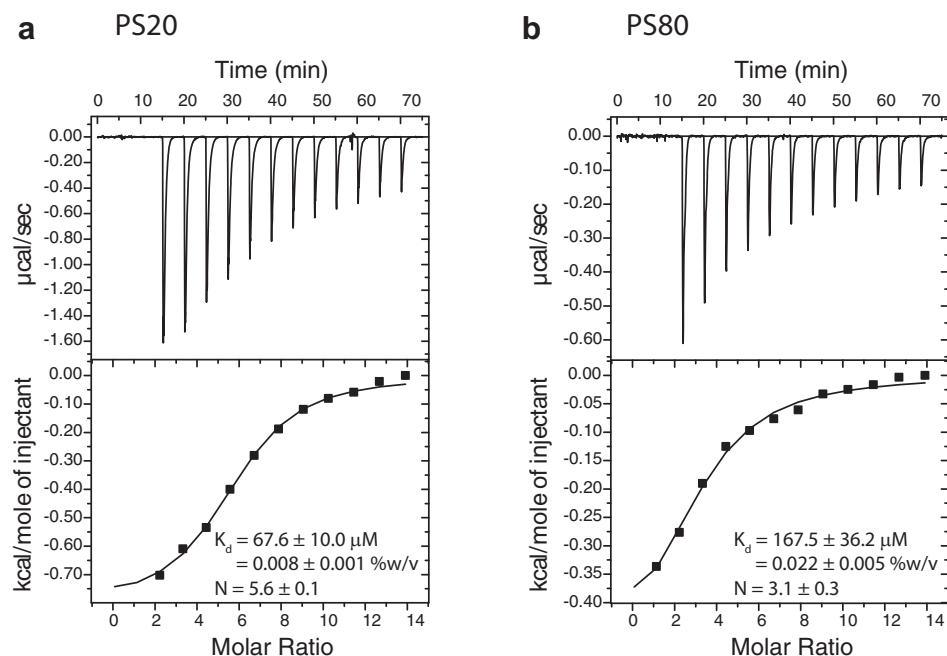 a PS20
Time (min)
0 10 20 30 40 50 60 70
0.00
-0.20
-0.40
-0.60
-0.80
-1.00
-1.20
-1.40
-1.60
µcal/sec
0.00
-0.10
-0.20
-0.30
-0.40
-0.50
-0.60
-0.70
kcal/mole of injectant
Kd = 67.6 ± 10.0 µM
= 0.008 ± 0.001 %w/v
N = 5.6 ± 0.1
0 2 4 6 8 10 12 14
Molar Ratio
b PS80
Time (min)
0 10 20 30 40 50 60 70
0.00
-0.10
-0.20
-0.30
-0.40
-0.50
-0.60
µcal/sec
0.00
-0.05
-0.10
-0.15
-0.20
-0.25
-0.30
-0.35
-0.40
kcal/mole of injectant
Kd = 167.5 ± 36.2 µM
= 0.022 ± 0.005 %w/v
N = 3.1 ± 0.3
0 2 4 6 8 10 12 14
Molar Ratio